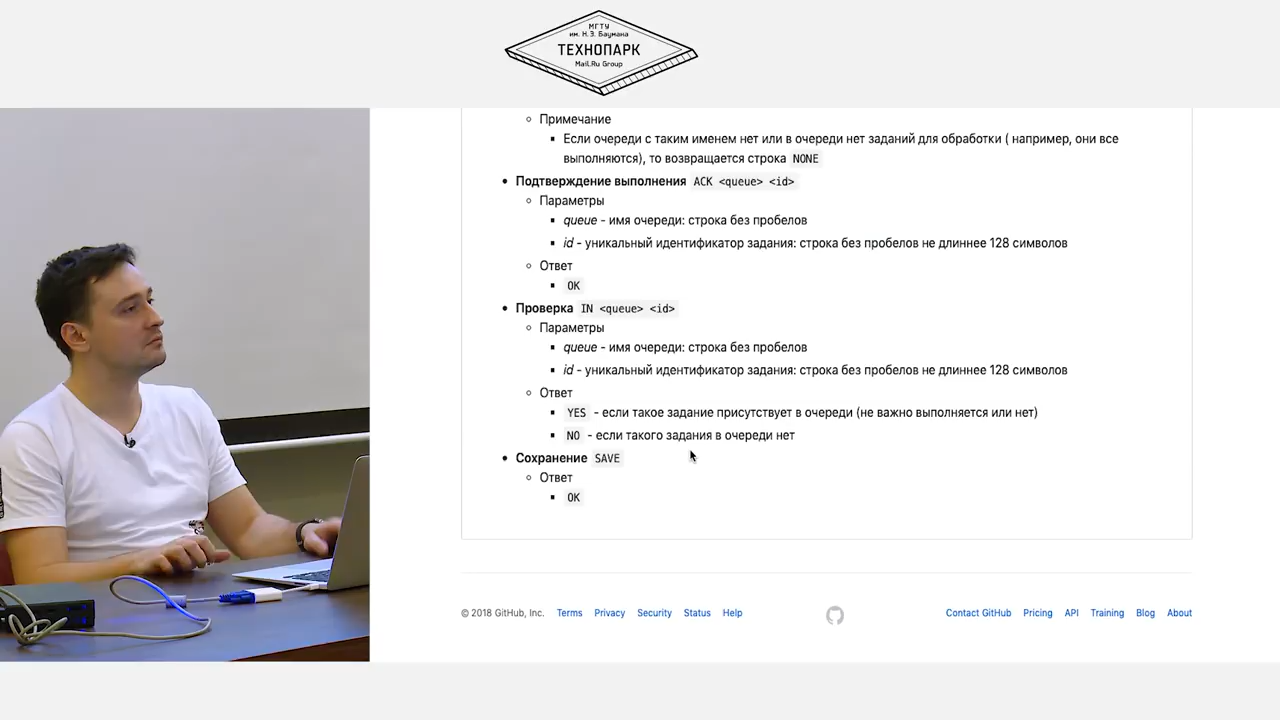 МГТУ
им. Н.Э. Баумана
ТЕХНОПАРК
Mail.Ru Group
Примечание
Если очереди с таким именем нет или в очереди нет заданий для обработки ( например, они все
выполняются), то возвращается строка NONE
Подтверждение выполнения ACK <queue> <id>
Параметры
queue - имя очереди: строка без пробелов
id - уникальный идентификатор задания: строка без пробелов не длиннее 128 символов
Ответ
OK
Проверка IN <queue> <id>
Параметры
queue - имя очереди: строка без пробелов
id - уникальный идентификатор задания: строка без пробелов не длиннее 128 символов
Ответ
YES - если такое задание присутствует в очереди (не важно выполняется или нет)
NO - если такого задания в очереди нет
Сохранение SAVE
Ответ
OK
© 2018 GitHub, Inc. Terms Privacy Security Status Help Contact GitHub Pricing API Training Blog About